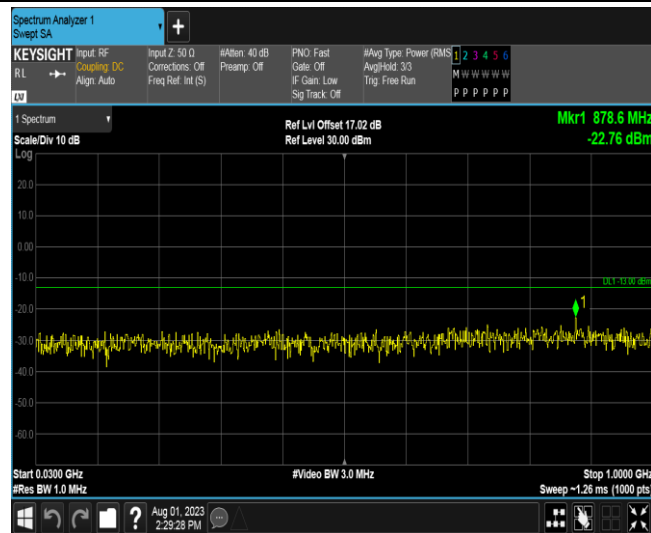 Spectrum Analyzer 1
Swept SA
+
KEYSIGHT
RL
LXI
Input: RF
Coupling: DC
Align: Auto
Input Z: 50 Ω
Corrections: Off
Freq Ref: Int (S)
#Atten: 40 dB
Preamp: Off
PNO: Fast
Gate: Off
IF Gain: Low
Sig Track: Off
#Avg Type: Power (RMS
Avg|Hold: 3/3
Trig: Free Run
1 2 3 4 5 6
M W W W W W
P P P P P P
1 Spectrum
Scale/Div 10 dB
Ref Lvl Offset 17.02 dB
Ref Level 30.00 dBm
Mkr1 878.6 MHz
-22.76 dBm
Log
20.0
10.0
0.00
-10.0
DL1 -13.00 dBm
1
-20.0
-30.0
-40.0
-50.0
-60.0
Start 0.0300 GHz
#Res BW 1.0 MHz
#Video BW 3.0 MHz
Stop 1.0000 GHz
Sweep ~1.26 ms (1000 pts)
?
Aug 01, 2023
2:29:28 PM